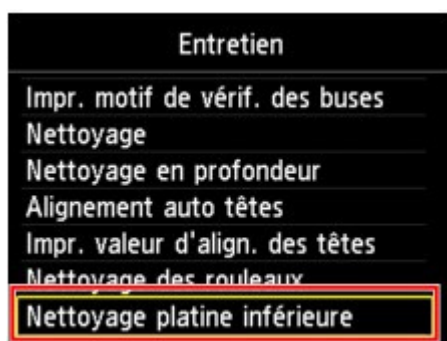 Entretien
Impr. motif de vérif. des buses
Nettoyage
Nettoyage en profondeur
Alignement auto têtes
Impr. valeur d'align. des têtes
Nettoyage des rouleaux
Nettoyage platine inférieure